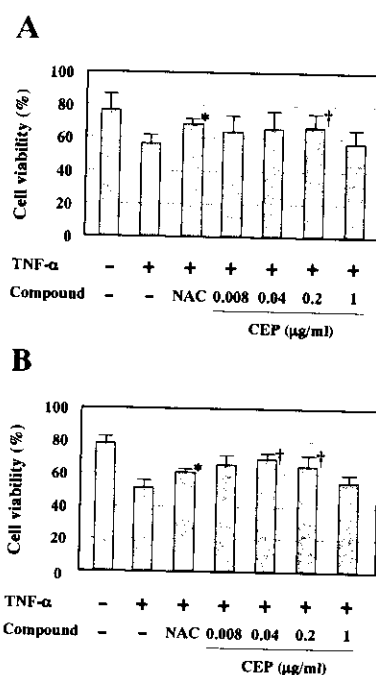 A
Cell viability (%)
100
80
60
40
20
0
* †
TNF-α − + + + + + +
Compound − − NAC 0.008 0.04 0.2 1
CEP (μg/ml)
B
Cell viability (%)
100
80
60
40
20
0
* † †
TNF-α − + + + + + +
Compound − − NAC 0.008 0.04 0.2 1
CEP (μg/ml)